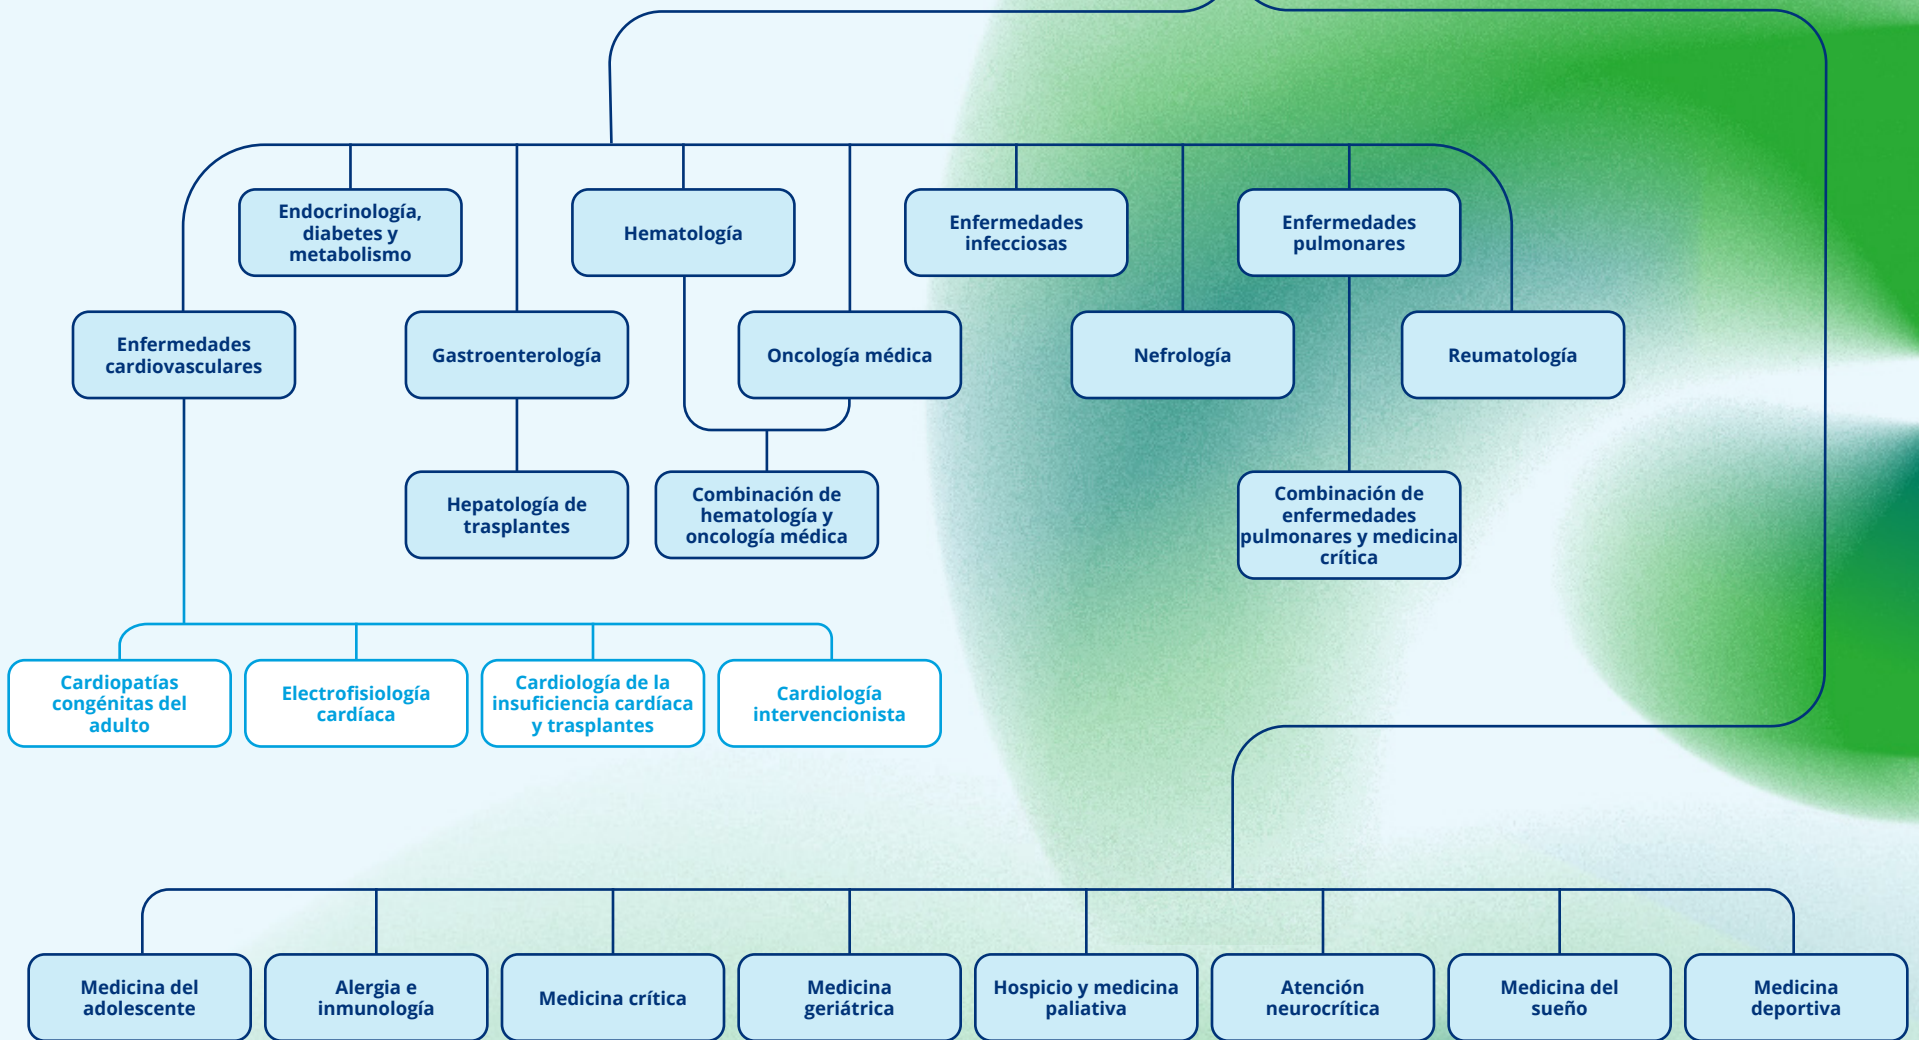 Endocrinología,
diabetes y
metabolismo
Hematología
Enfermedades
infecciosas
Enfermedades
pulmonares
Enfermedades
cardiovasculares
Gastroenterología
Oncología médica
Nefrología
Reumatología
Hepatología de
trasplantes
Combinación de
hematología y
oncología médica
Combinación de
enfermedades
pulmonares y medicina
crítica
Cardiopatías
congénitas del
adulto
Electrofisiología
cardíaca
Cardiología de la
insuficiencia cardíaca
y trasplantes
Cardiología
intervencionista
Medicina del
adolescente
Alergia e
inmunología
Medicina crítica
Medicina
geriátrica
Hospicio y medicina
paliativa
Atención
neurocrítica
Medicina del
sueño
Medicina
deportiva